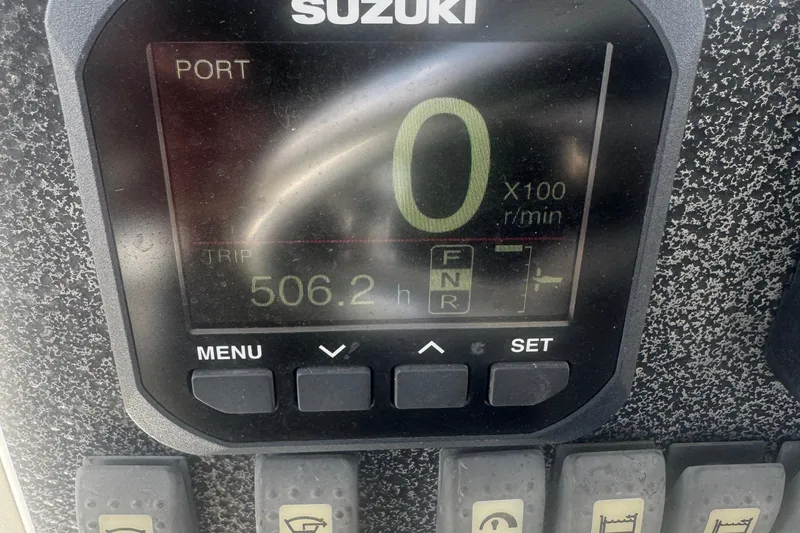 SUZUKI
PORT
0
X100
r/min
TRIP
506.2 h
F
N
R
MENU
SET